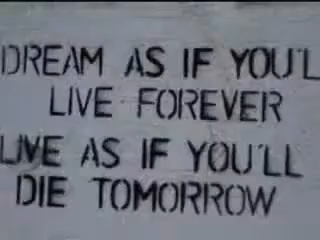 DREAM AS IF YOU'L
LIVE FOREVER
LIVE AS IF YOU'LL
DIE TOMORROW